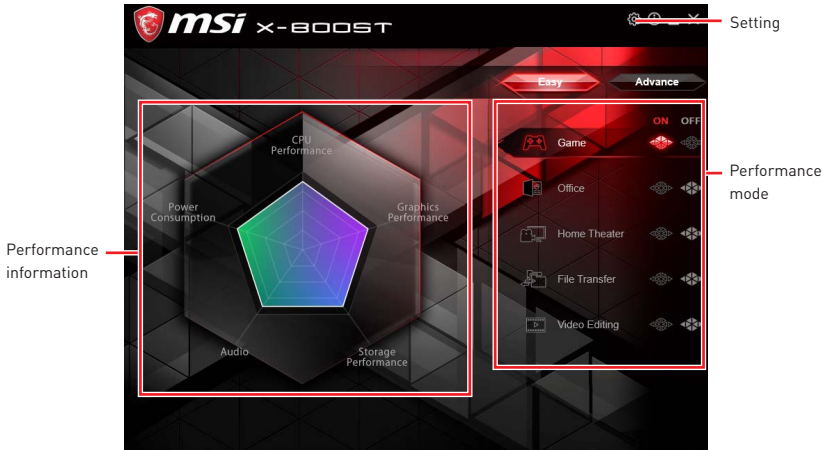 msi X-BOOST
Setting
Easy
Advance
ON OFF
Game
Office
Home Theater
File Transfer
Video Editing
Performance
mode
CPU
Performance
Graphics
Performance
Storage
Performance
Audio
Power
Consumption
Performance
information